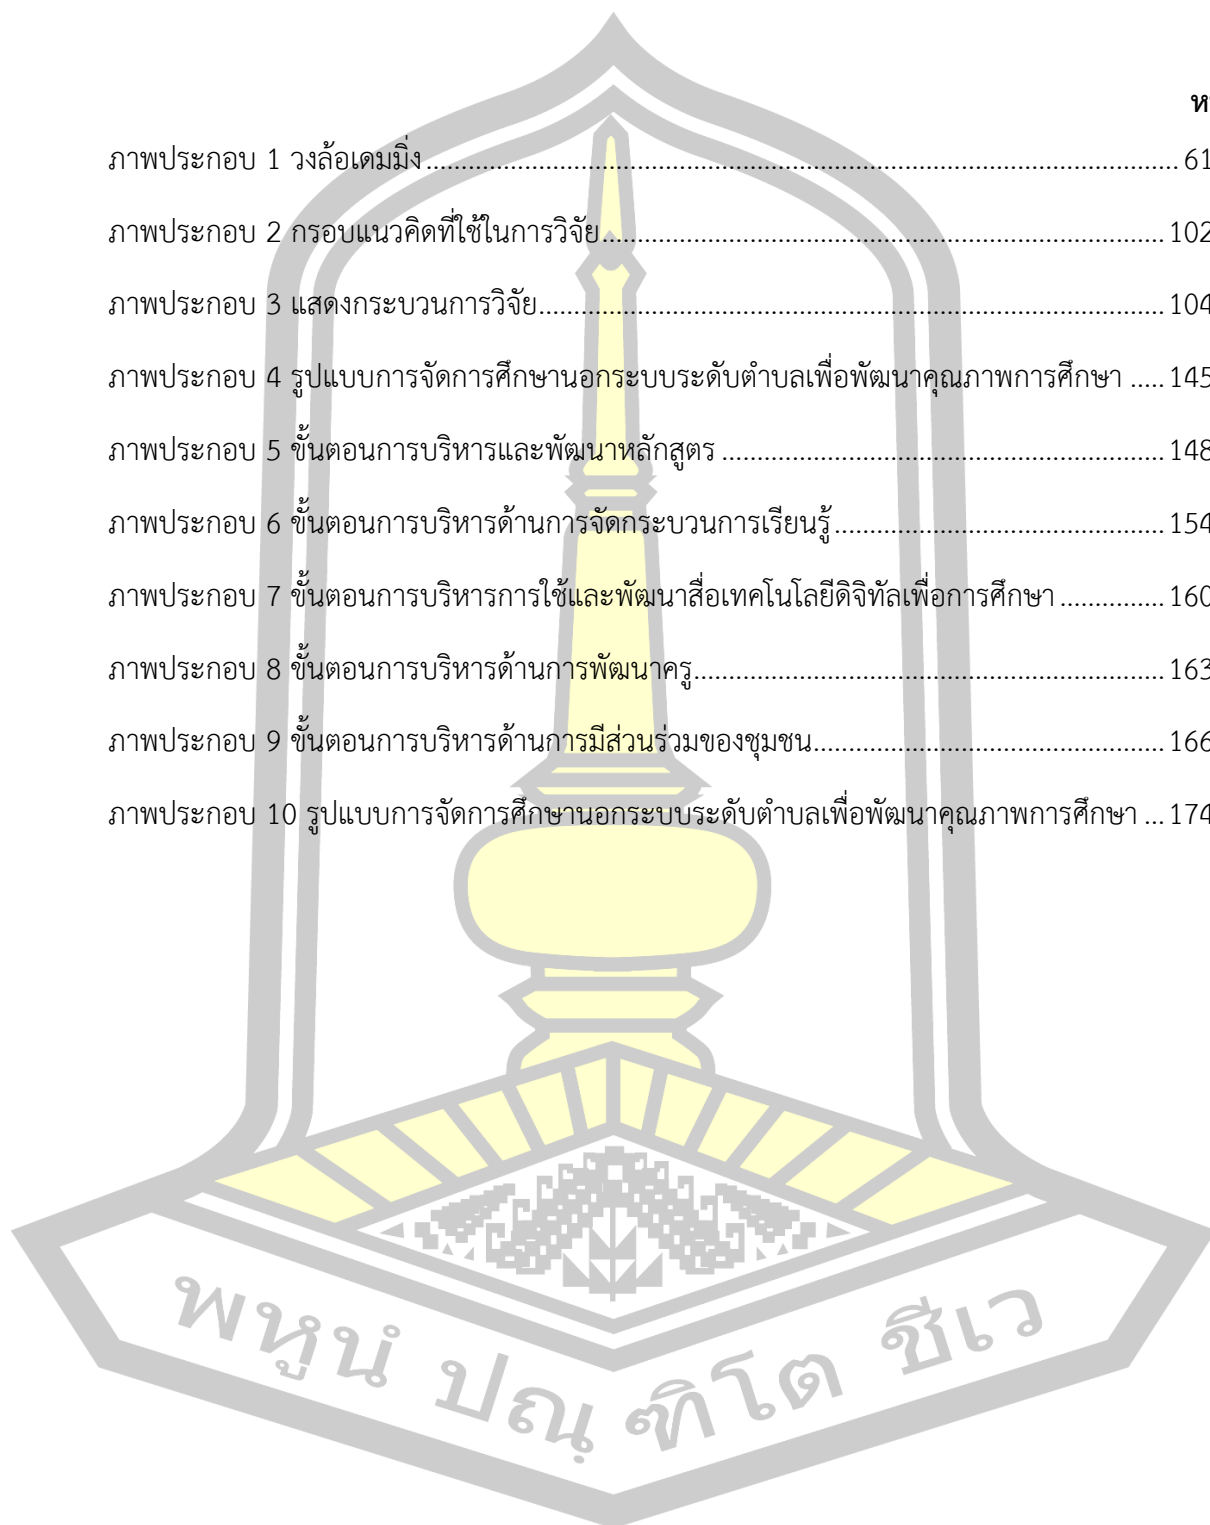 ห
ภาพประกอบ 1 วงล้อเดมมิ่ง............................................................................................................ 61
ภาพประกอบ 2 กรอบแนวคิดที่ใช้ในการวิจัย................................................................................. 102
ภาพประกอบ 3 แสดงกระบวนการวิจัย.......................................................................................... 104
ภาพประกอบ 4 รูปแบบการจัดการศึกษานอกระบบระดับตำบลเพื่อพัฒนาคุณภาพการศึกษา ..... 145
ภาพประกอบ 5 ขั้นตอนการบริหารและพัฒนาหลักสูตร ............................................................... 148
ภาพประกอบ 6 ขั้นตอนการบริหารด้านการจัดกระบวนการเรียนรู้............................................... 154
ภาพประกอบ 7 ขั้นตอนการบริหารการใช้และพัฒนาสื่อเทคโนโลยีดิจิทัลเพื่อการศึกษา ............... 160
ภาพประกอบ 8 ขั้นตอนการบริหารด้านการพัฒนาครู.................................................................... 163
ภาพประกอบ 9 ขั้นตอนการบริหารด้านการมีส่วนร่วมของชุมชน................................................... 166
ภาพประกอบ 10 รูปแบบการจัดการศึกษานอกระบบระดับตำบลเพื่อพัฒนาคุณภาพการศึกษา ... 174
พหูนํ ปณฺฑิโต ชีเว